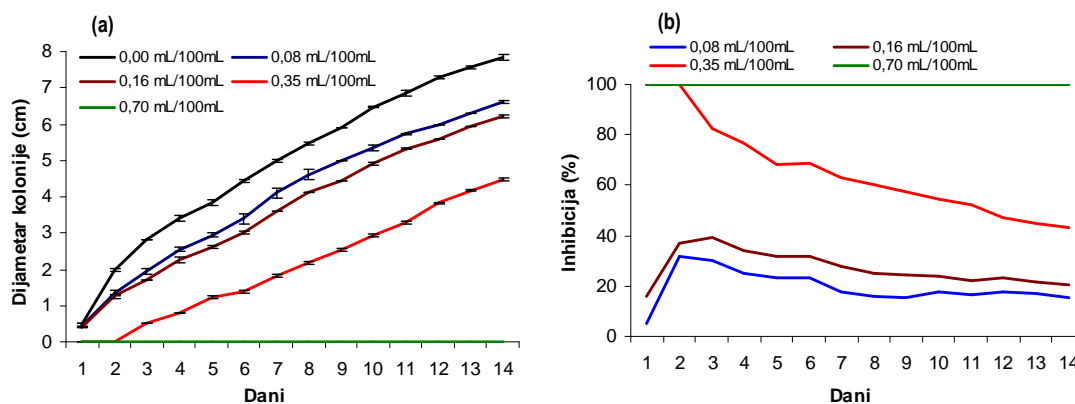 (a)
0,00 mL/100mL 0,08 mL/100mL
0,16 mL/100mL 0,35 mL/100mL
0,70 mL/100mL
Dijametar kolonije (cm)
8
7
6
5
4
3
2
1
0
1 2 3 4 5 6 7 8 9 10 11 12 13 14
Dani
(b)
0,08 mL/100mL 0,16 mL/100mL
0,35 mL/100mL 0,70 mL/100mL
Inhibicija (%)
100
80
60
40
20
0
1 2 3 4 5 6 7 8 9 10 11 12 13 14
Dani